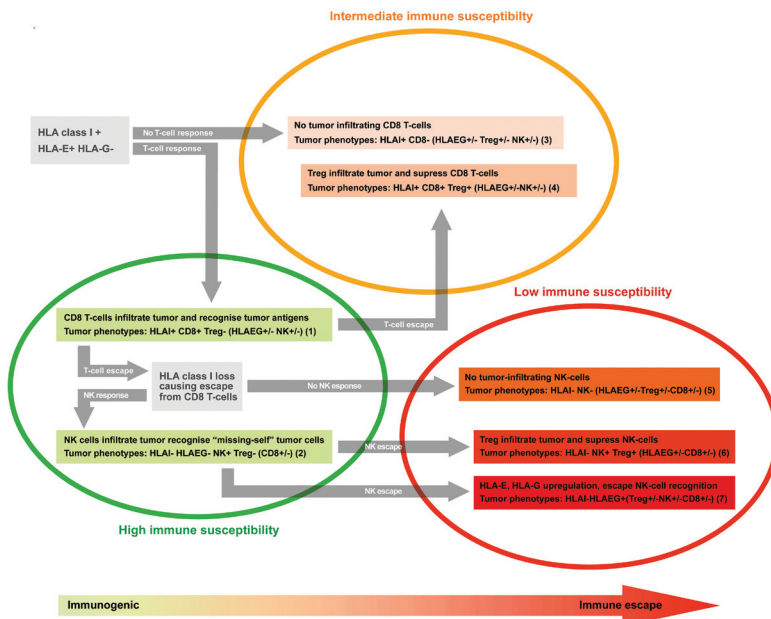 Intermediate immune susceptibilty
HLA class I +
HLA-E+ HLA-G-
No T-cell response
T-cell response
No tumor infiltrating CD8 T-cells
Tumor phenotypes: HLAI+ CD8- (HLAEG+/- Treg+/- NK+/-) (3)
Treg infiltrate tumor and supress CD8 T-cells
Tumor phenotypes: HLAI+ CD8+ Treg+ (HLAEG+/-NK+/-) (4)
Low immune susceptibility
CD8 T-cells infiltrate tumor and recognise tumor antigens
Tumor phenotypes: HLAI+ CD8+ Treg- (HLAEG+/- NK+/-) (1)
T-cell escape
T-cell escape
HLA class I loss
causing escape
from CD8 T-cells
No NK esponse
No tumor-infiltrating NK-cells
Tumor phenotypes: HLAI- NK- (HLAEG+/-Treg+/-CD8+/-) (5)
NK response
NK cells infiltrate tumor recognise "missing-self" tumor cells
Tumor phenotypes: HLAI- HLAEG- NK+ Treg- (CD8+/-) (2)
NK escape
Treg infiltrate tumor and supress NK-cells
Tumor phenotypes: HLAI- NK+ Treg+ (HLAEG+/-CD8+/-) (6)
NK escape
HLA-E, HLA-G upregulation, escape NK-cell recognition
Tumor phenotypes: HLAI-HLAEG+(Treg+/-NK+/-CD8+/-) (7)
High immune susceptibility
Immunogenic
Immune escape